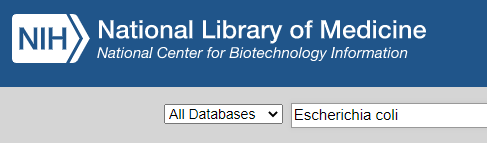 NIH
National Library of Medicine
National Center for Biotechnology Information
All Databases
Escherichia coli